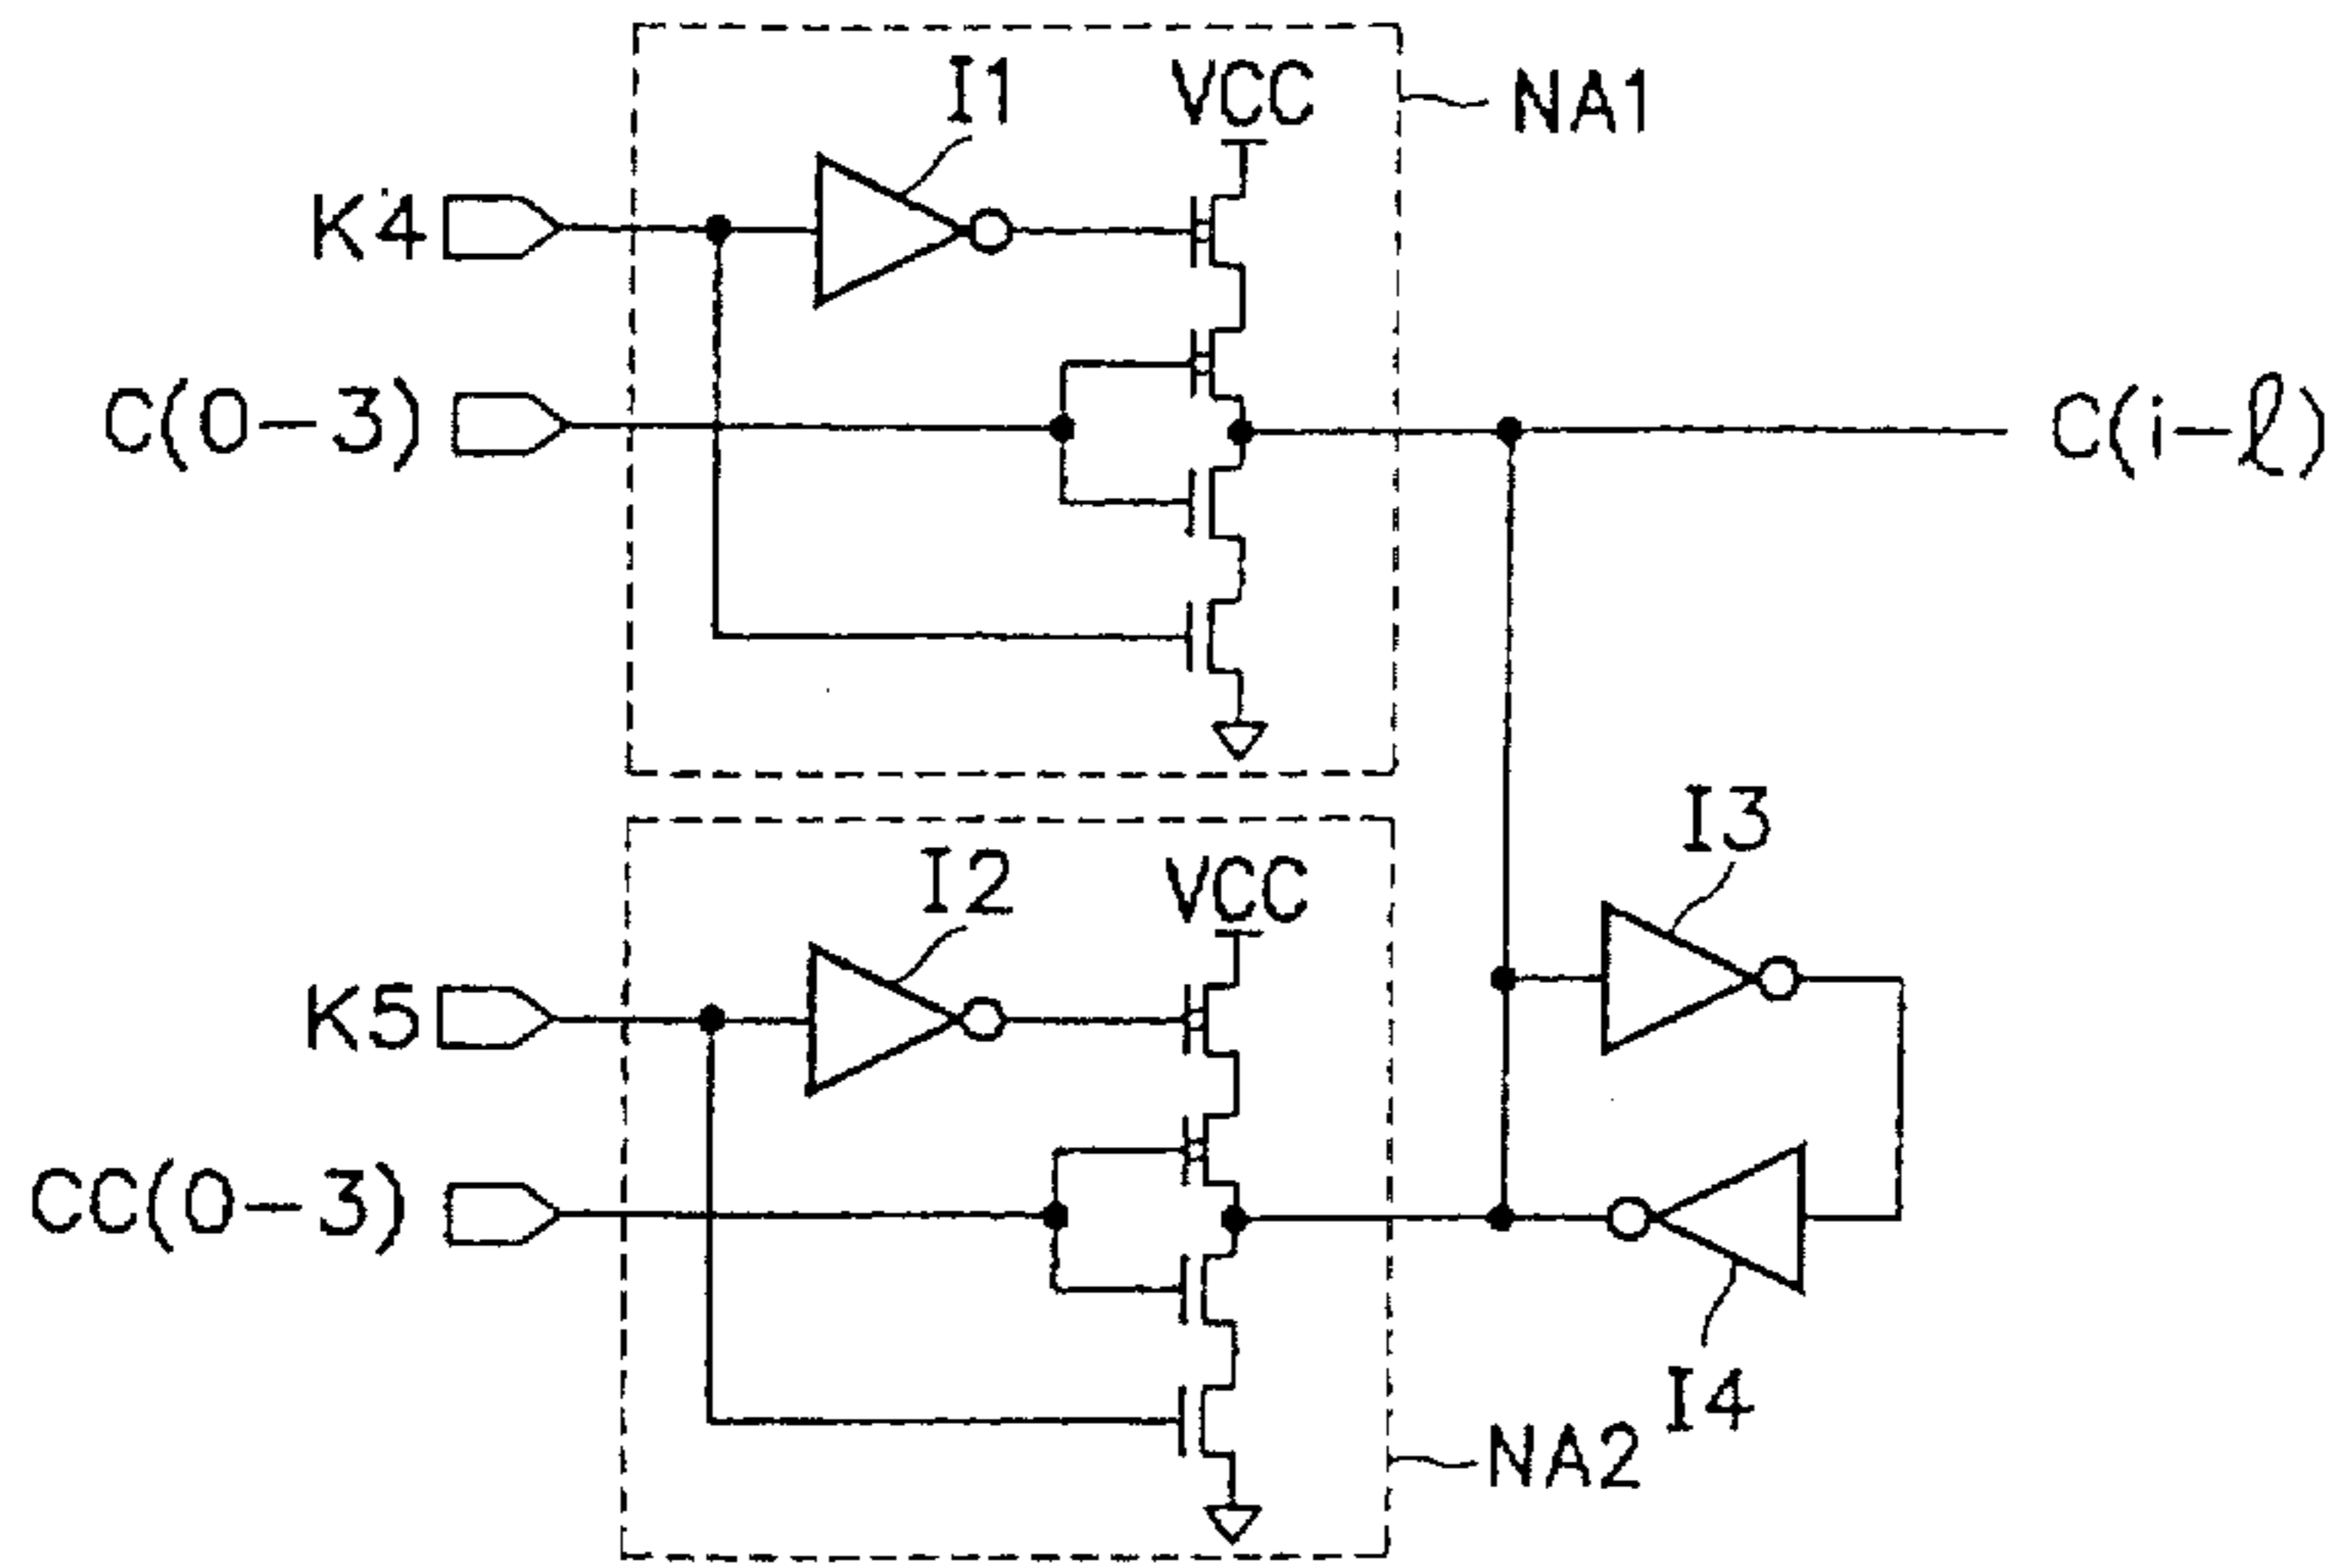 I1
VCC
NA1
K4
C(0-3)
C(i-ℓ)
I3
I2
VCC
K5
CC(0-3)
I4
NA2